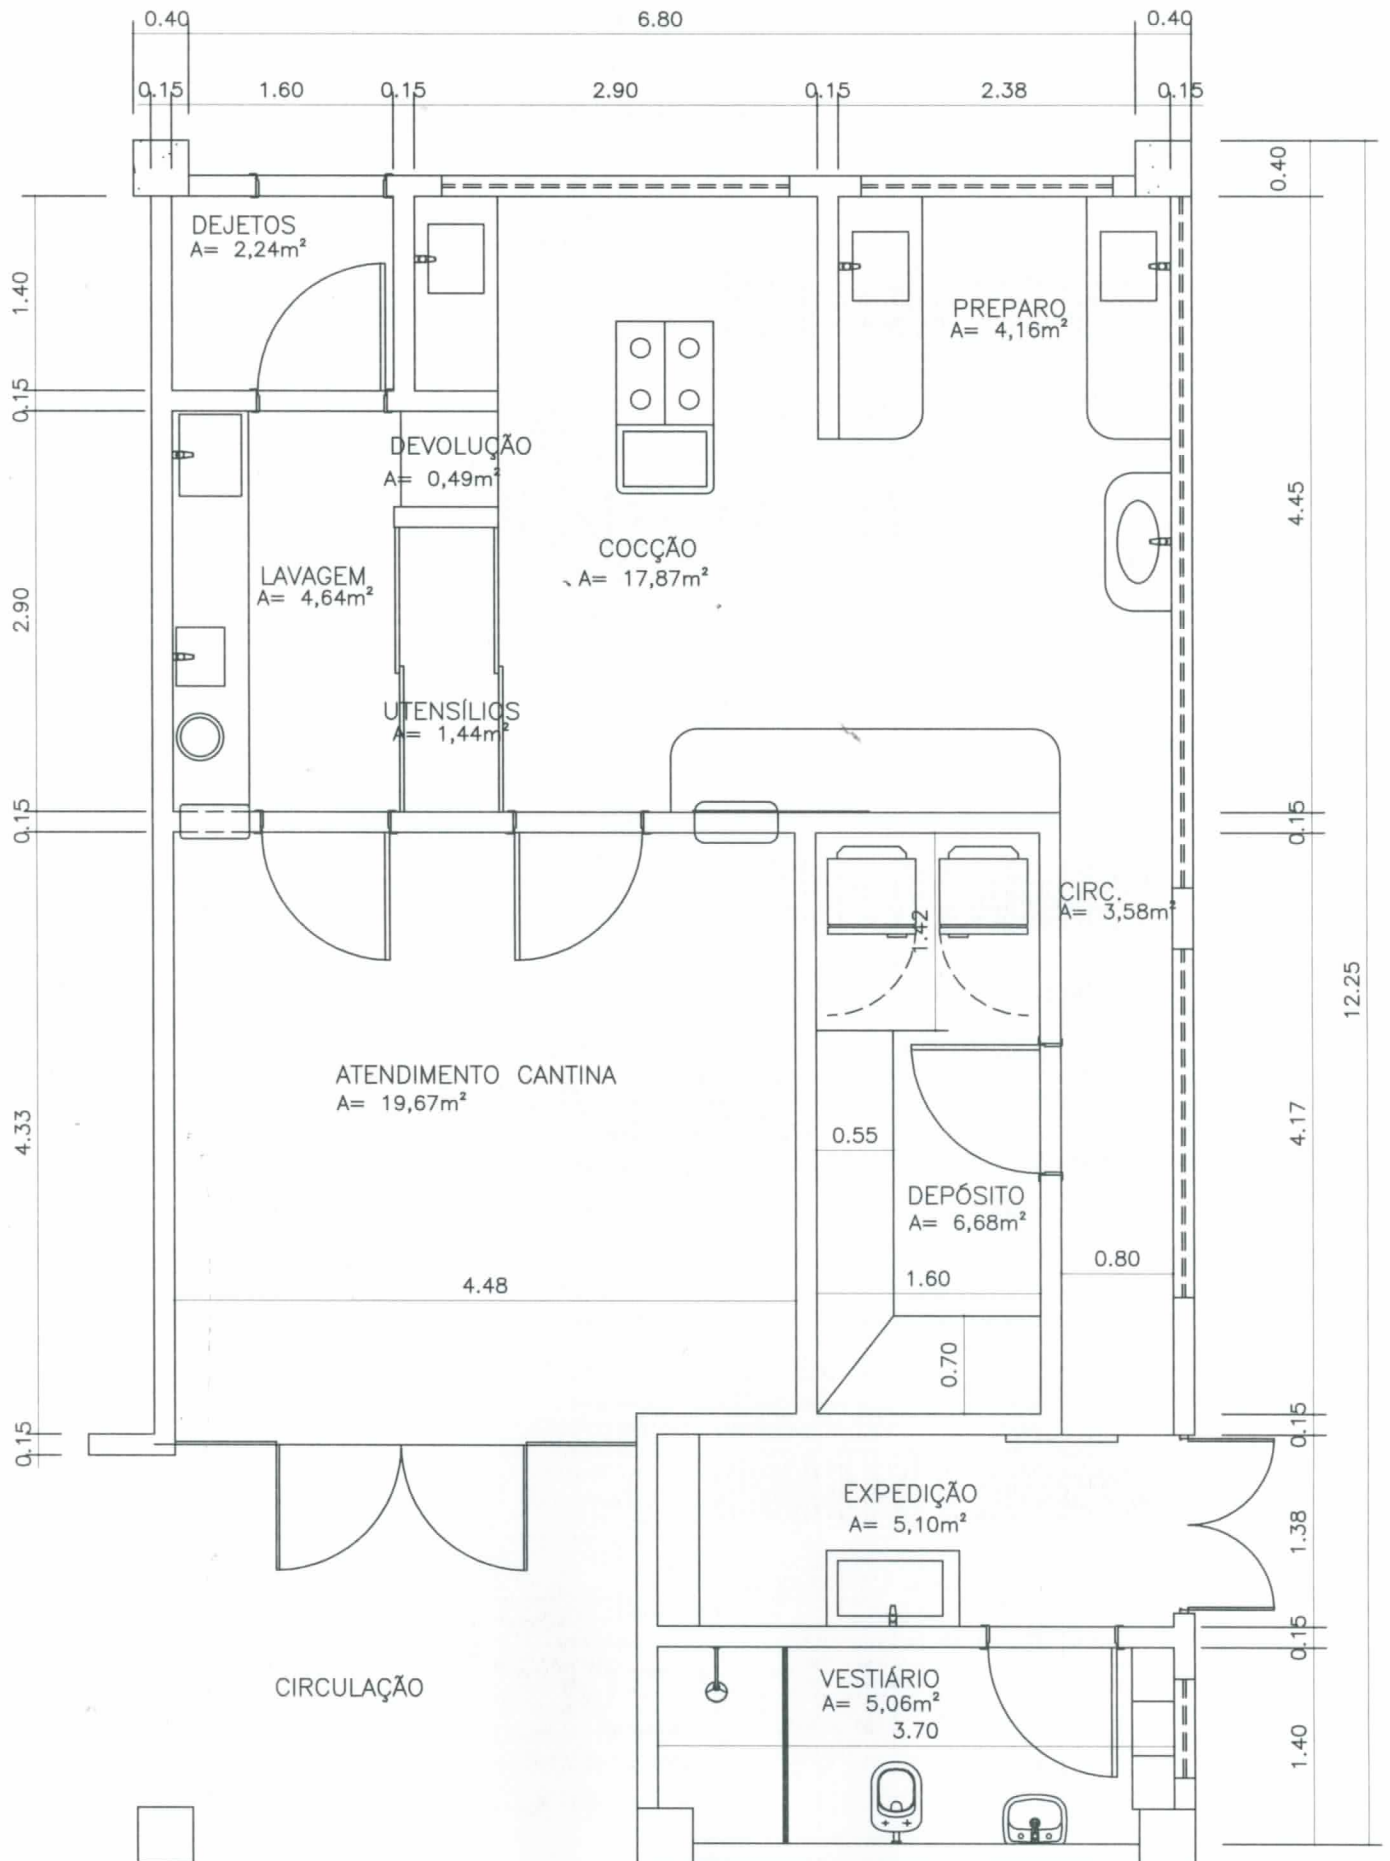 0.40 6.80 0.40
0.15 1.60 0.15 2.90 0.15 2.38 0.15
0.40
DEJETOS
A= 2,24m²
1.40
PREPARO
A= 4,16m²
0.15
DEVOLUÇÃO
A= 0,49m²
4.45
COCÇÃO
A= 17,87m²
LAVAGEM
A= 4,64m²
2.90
UTENSÍLIOS
A= 1,44m²
0.15
0.15
CIRC.
A= 3,58m²
1.42
12.25
ATENDIMENTO CANTINA
A= 19,67m²
4.33
0.55
4.17
DEPÓSITO
A= 6,68m²
0.80
1.60
4.48
0.70
0.15
0.15
EXPEDIÇÃO
A= 5,10m²
1.38
0.15
CIRCULAÇÃO
VESTIÁRIO
A= 5,06m²
3.70
1.40